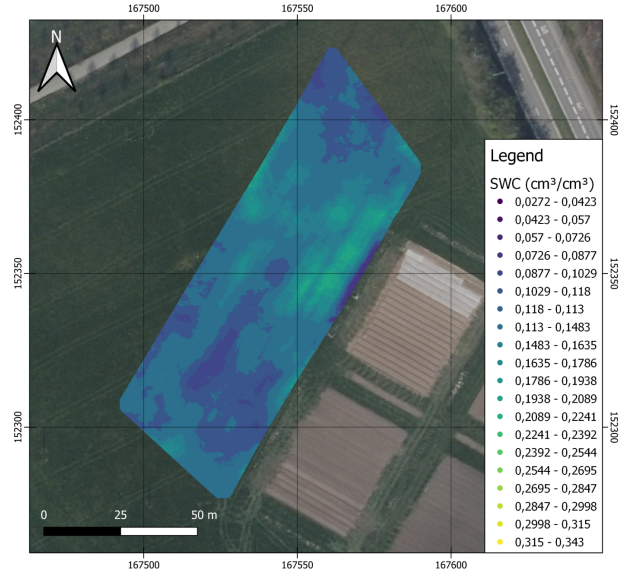 167500 167550 167600
N
152400 152400
Legend
SWC (cm³/cm³)
0,0272 - 0,0423
0,0423 - 0,057
0,057 - 0,0726
0,0726 - 0,0877
0,0877 - 0,1029
0,1029 - 0,118
0,118 - 0,113
0,113 - 0,1483
0,1483 - 0,1635
0,1635 - 0,1786
0,1786 - 0,1938
0,1938 - 0,2089
0,2089 - 0,2241
0,2241 - 0,2392
0,2392 - 0,2544
0,2544 - 0,2695
0,2695 - 0,2847
0,2847 - 0,2998
0,2998 - 0,315
0,315 - 0,343
152350 152350
152300 152300
0 25 50 m
167500 167550 167600